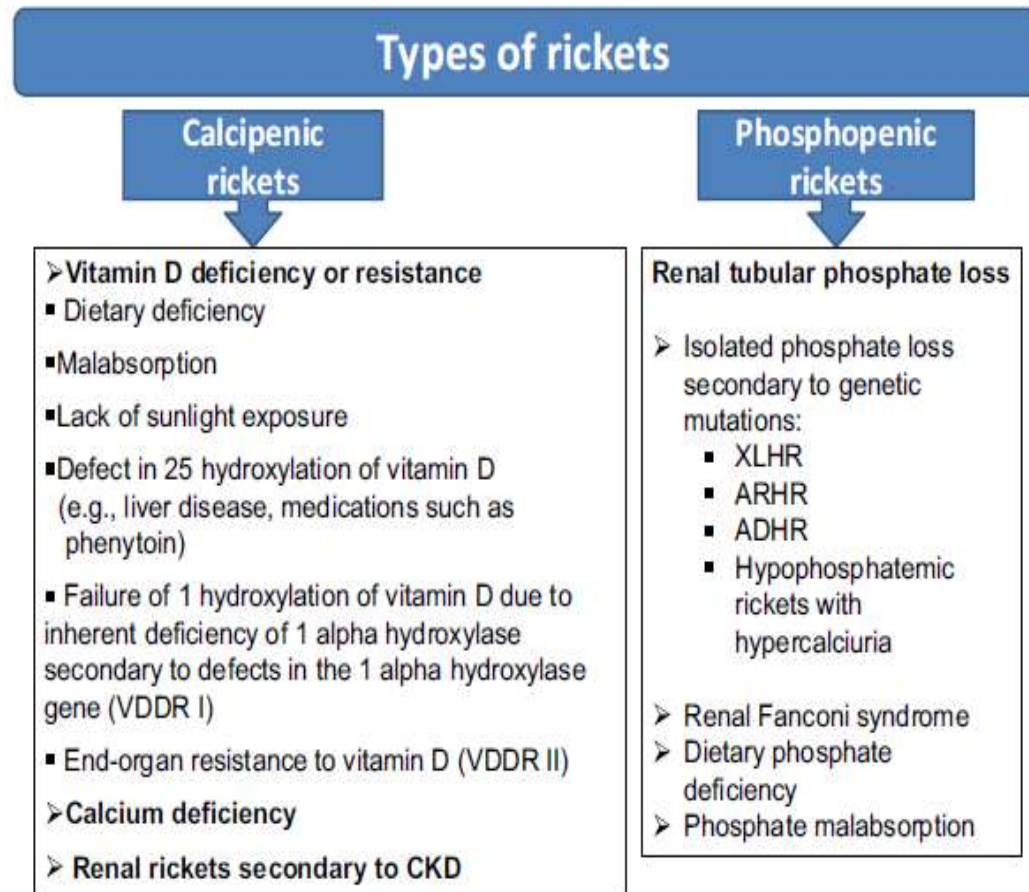 Types of rickets
Calcipenic
rickets
➢Vitamin D deficiency or resistance
▪ Dietary deficiency
▪Malabsorption
▪Lack of sunlight exposure
▪Defect in 25 hydroxylation of vitamin D
(e.g., liver disease, medications such as
phenytoin)
▪ Failure of 1 hydroxylation of vitamin D due to
inherent deficiency of 1 alpha hydroxylase
secondary to defects in the 1 alpha hydroxylase
gene (VDDR I)
▪ End-organ resistance to vitamin D (VDDR II)
➢Calcium deficiency
➢ Renal rickets secondary to CKD
Phosphopenic
rickets
Renal tubular phosphate loss
➢ Isolated phosphate loss
secondary to genetic
mutations:
▪ XLHR
▪ ARHR
▪ ADHR
▪ Hypophosphatemic
rickets with
hypercalciuria
➢ Renal Fanconi syndrome
➢ Dietary phosphate
deficiency
➢ Phosphate malabsorption